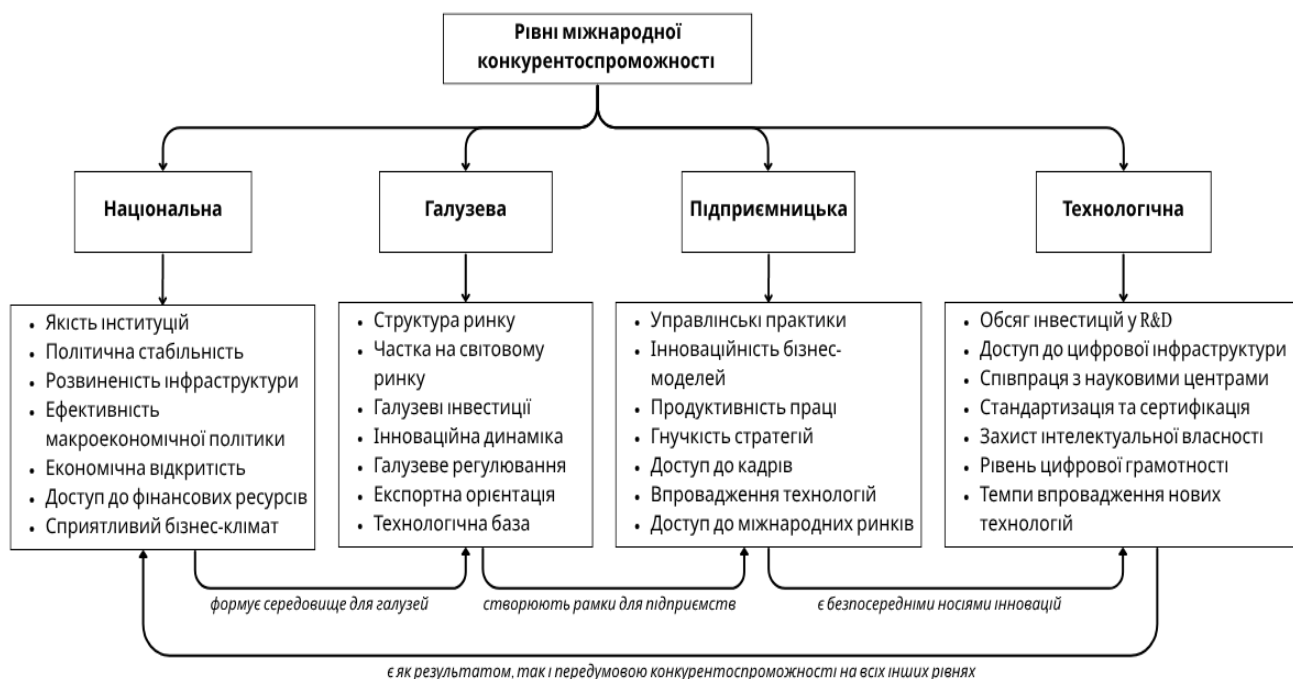 Рівні міжнародної
конкурентоспроможності
Національна
Галузева
Підприємницька
Технологічна
• Якість інституцій
• Політична стабільність
• Розвиненість інфраструктури
• Ефективність
макроекономічної політики
• Економічна відкритість
• Доступ до фінансових ресурсів
• Сприятливий бізнес-клімат
• Структура ринку
• Частка на світовому
ринку
• Галузеві інвестиції
• Інноваційна динаміка
• Галузеве регулювання
• Експортна орієнтація
• Технологічна база
• Управлінські практики
• Інноваційність бізнес-
моделей
• Продуктивність праці
• Гнучкість стратегій
• Доступ до кадрів
• Впровадження технологій
• Доступ до міжнародних ринків
• Обсяг інвестицій у R&D
• Доступ до цифрової інфраструктури
• Співпраця з науковими центрами
• Стандартизація та сертифікація
• Захист інтелектуальної власності
• Рівень цифрової грамотності
• Темпи впровадження нових
технологій
формує середовище для галузей
створюють рамки для підприємств
є безпосередніми носіями інновацій
є як результатом, так і передумовою конкурентоспроможності на всіх інших рівнях